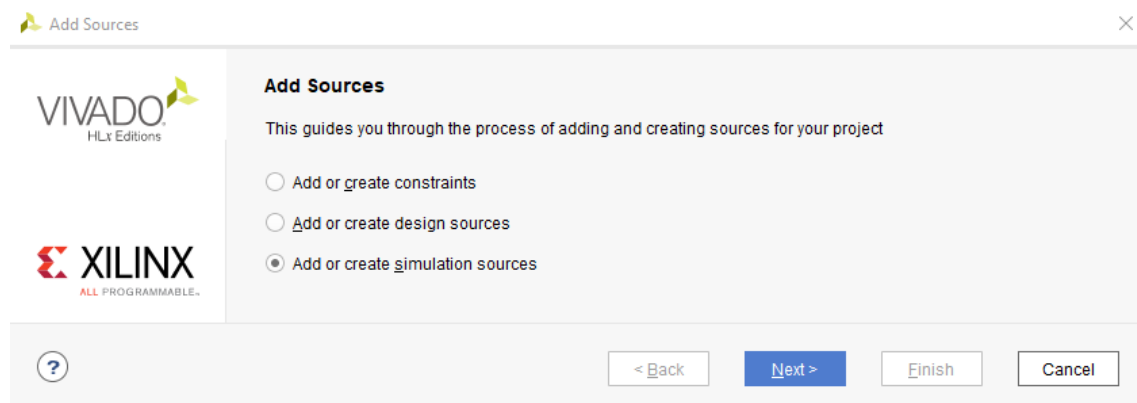 Add Sources
VIVADO
HLx Editions
Add Sources
This guides you through the process of adding and creating sources for your project
Add or create constraints
Add or create design sources
Add or create simulation sources
XILINX
ALL PROGRAMMABLE™
?
< Back
Next >
Finish
Cancel